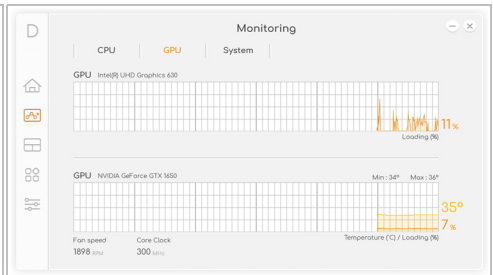 D
Monitoring
CPU GPU System
GPU Intel(R) UHD Graphics 630
11 %
Loading (%)
GPU NVIDIA GeForce GTX 1650 Min : 34° Max : 36°
35°
7 %
Temperature (°C) / Loading (%)
Fan speed Core Clock
1898 RPM 300 MHz